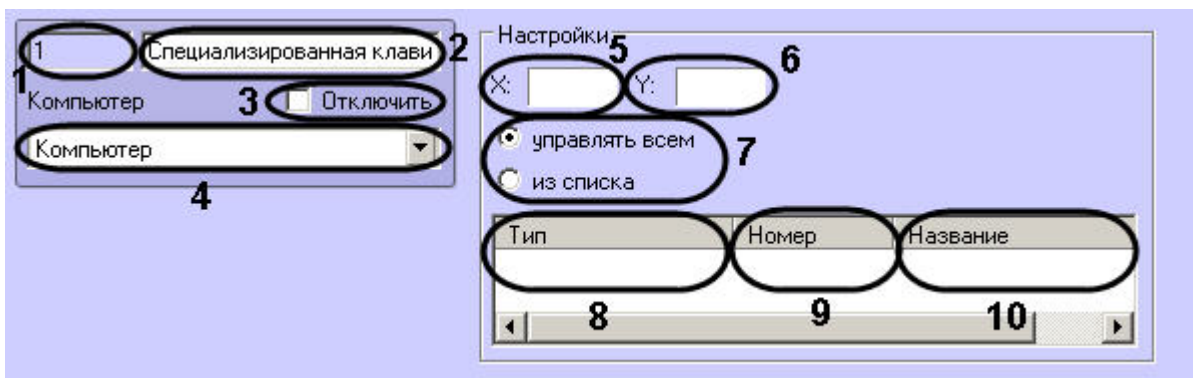 1
Специализированная клави
2
1
Компьютер
3
Отключить
Компьютер
4
Настройки
5
6
X:
Y:
управлять всем
7
из списка
Тип
Номер
Название
8
9
10